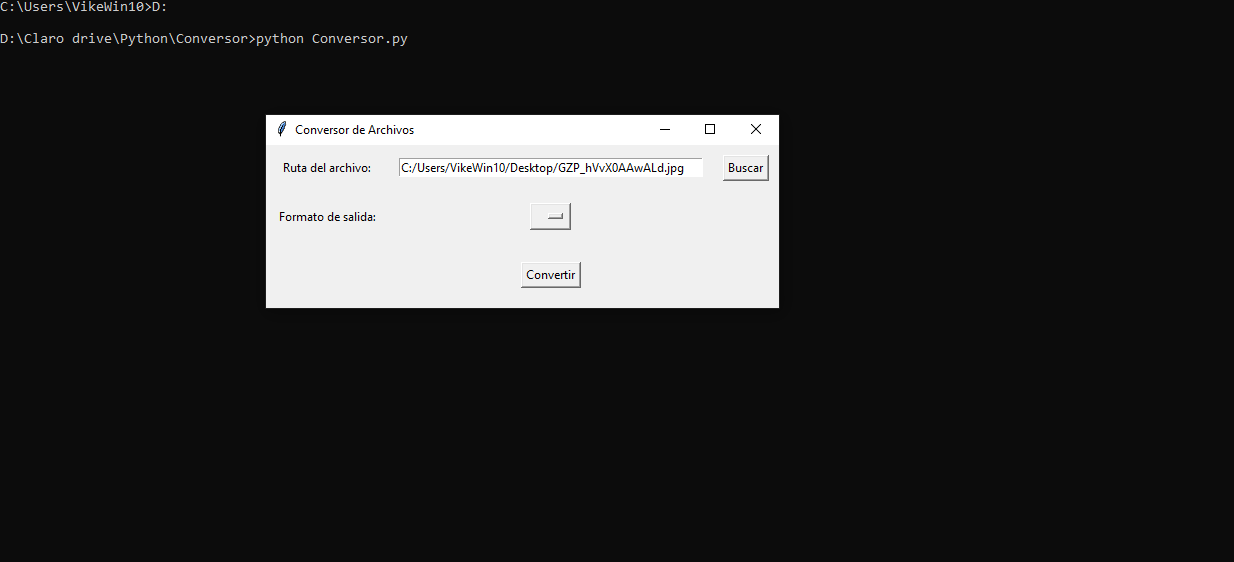 C:\Users\VikeWin10>D:
D:\Claro drive\Python\Conversor>python Conversor.py
Conversor de Archivos
Ruta del archivo: C:/Users/VikeWin10/Desktop/GZP_hVvX0AAwALd.jpg Buscar
Formato de salida:
Convertir